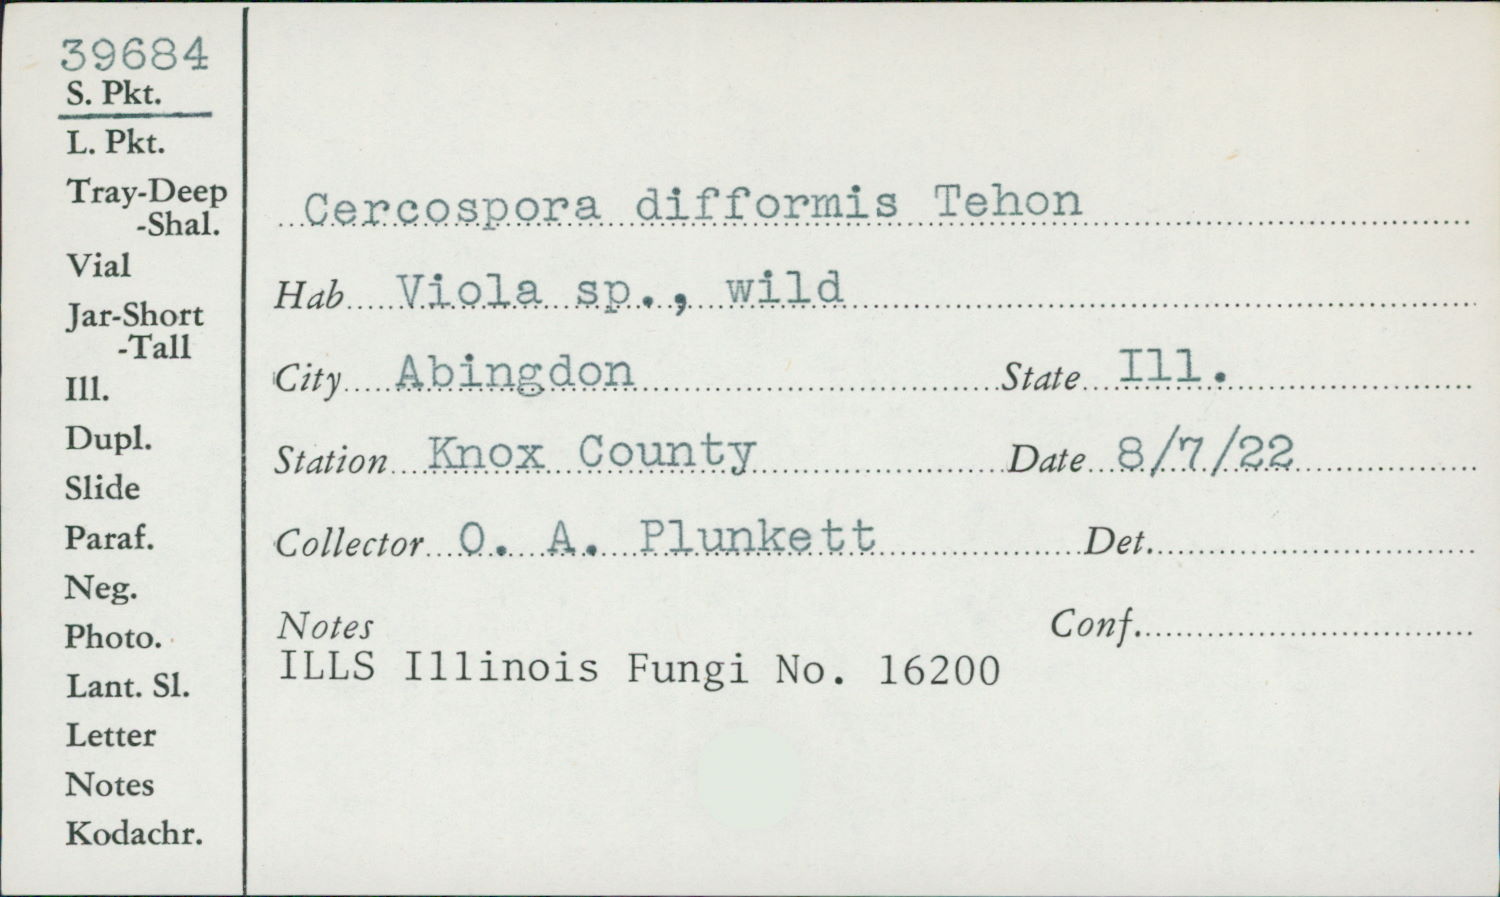 39684
S. Pkt.
L. Pkt.
Tray-Deep
-Shal.
Vial
Jar-Short
-Tall
Ill.
Dupl.
Slide
Paraf.
Neg.
Photo.
Lant. Sl.
Letter
Notes
Kodachr.
Cercospora difformis Tehon
Hab Viola sp., wild
City Abingdon State Ill.
Station Knox County Date 8/7/22
Collector O. A. Plunkett Det.
Notes Conf.
ILLS Illinois Fungi No. 16200